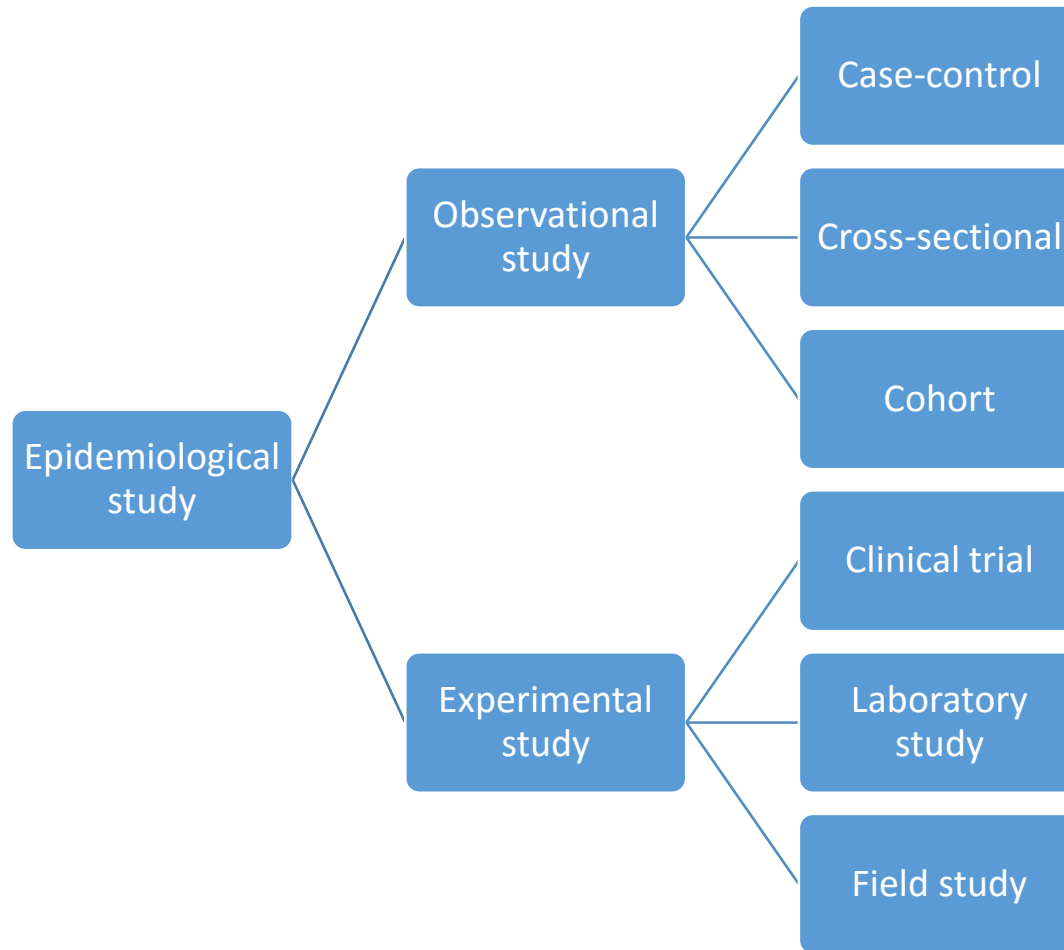 Epidemiological
study
Observational
study
Case-control
Cross-sectional
Cohort
Experimental
study
Clinical trial
Laboratory
study
Field study